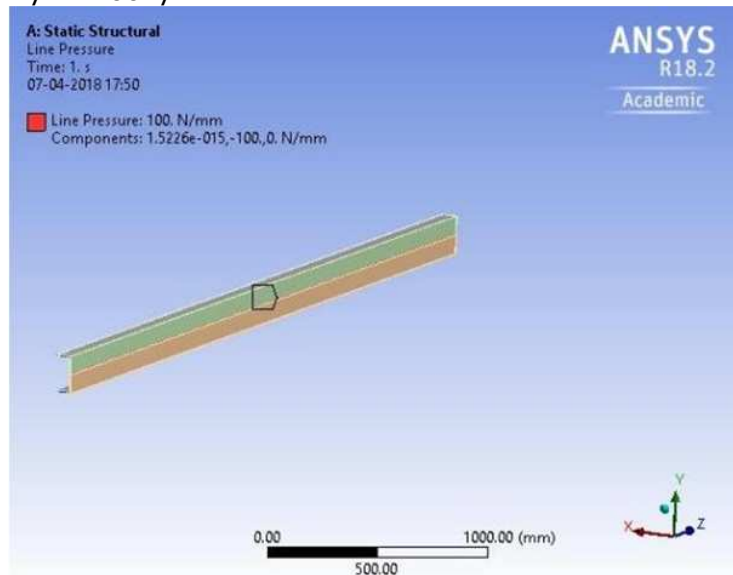 A: Static Structural
Line Pressure
Time: 1. s
07-04-2018 17:50
Line Pressure: 100. N/mm
Components: 1.5226e-015,-100.,0. N/mm
ANSYS
R18.2
Academic
Y
X
Z
0.00
1000.00 (mm)
500.00